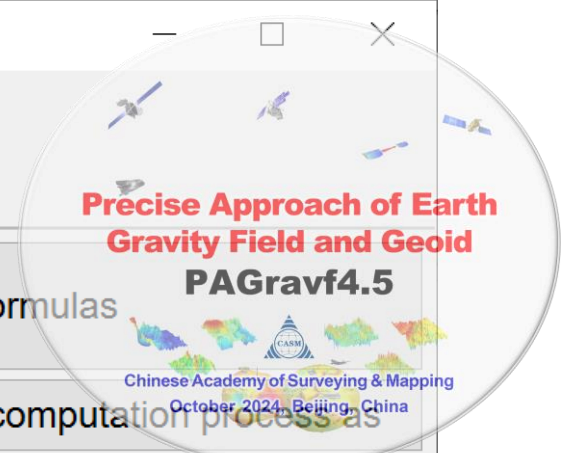 Precise Approach of Earth
Gravity Field and Geoid
PAGravf4.5
ormulas
CASM
Chinese Academy of Surveying & Mapping
October 2024, Beijing, China
computation process as